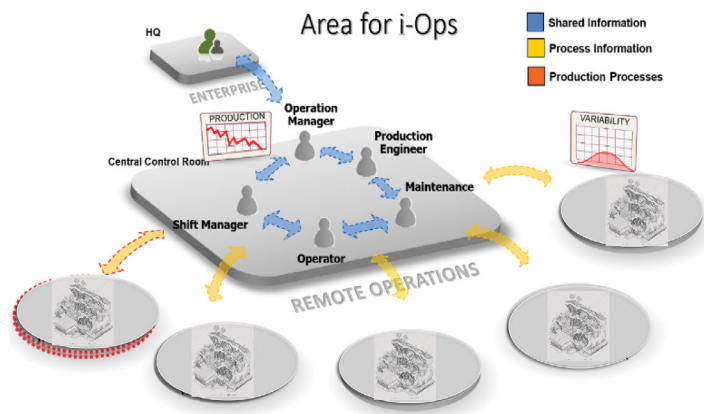 Area for i-Ops
HQ
ENTERPRISE
Shared Information
Process Information
Production Processes
PRODUCTION
Operation
Manager
Production
Engineer
VARIABILITY
Central Control Room
Maintenance
Shift Manager
Operator
REMOTE OPERATIONS